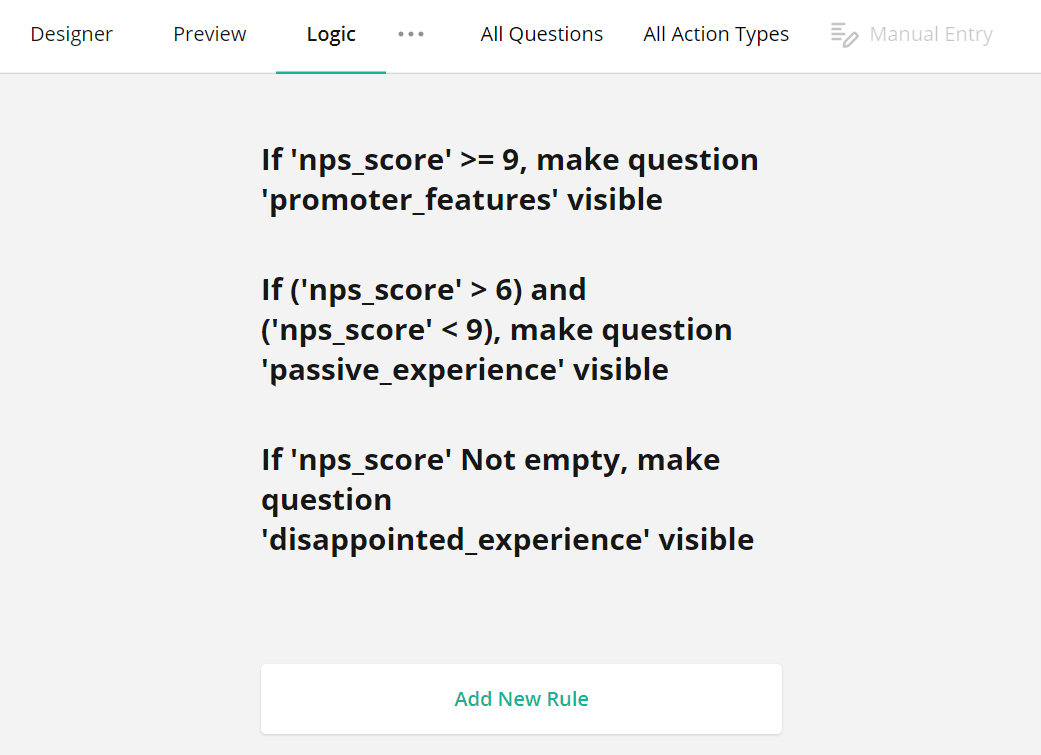 Designer Preview Logic ... All Questions All Action Types Manual Entry
If 'nps_score' >= 9, make question
'promoter_features' visible
If ('nps_score' > 6) and
('nps_score' < 9), make question
'passive_experience' visible
If 'nps_score' Not empty, make
question
'disappointed_experience' visible
Add New Rule